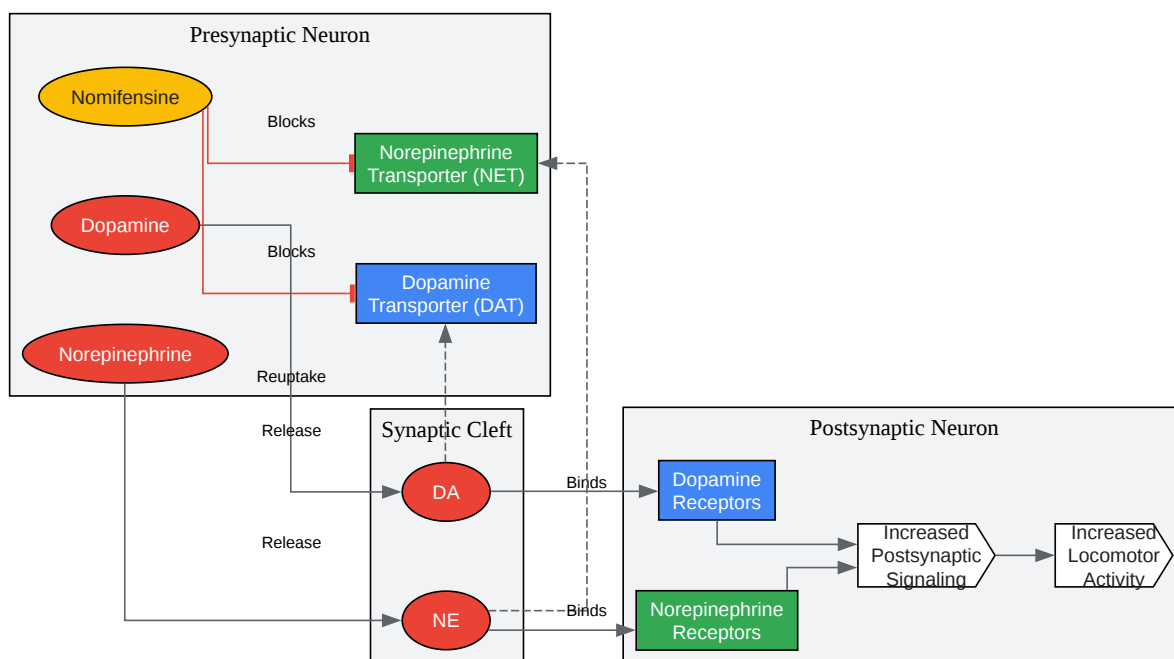 Presynaptic Neuron
Nomifensine
Blocks
Norepinephrine
Transporter (NET)
Dopamine
Blocks
Dopamine
Transporter (DAT)
Norepinephrine
Reuptake
Release
Synaptic Cleft
Postsynaptic Neuron
DA
Binds
Dopamine
Receptors
Release
Increased
Postsynaptic
Signaling
Increased
Locomotor
Activity
NE
Binds
Norepinephrine
Receptors